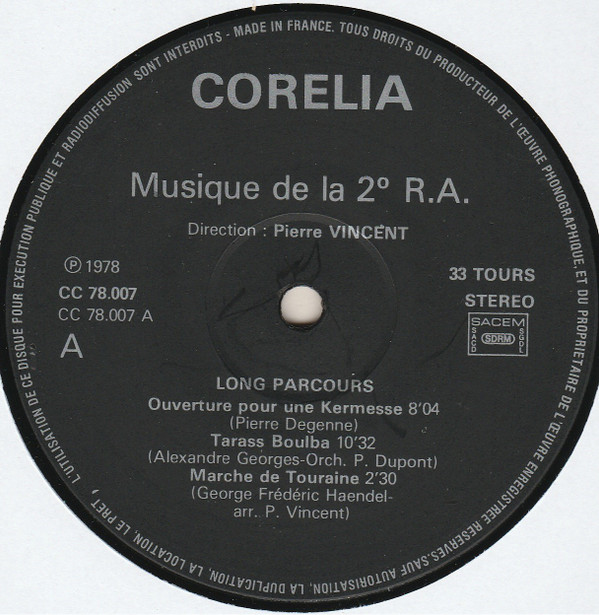 MADE IN FRANCE. TOUS DROITS DU PRODUCTEUR DE L'ŒUVRE PHONOGRAPHIQUE.ET DU PROPRIETAIRE DE L'ŒUVRE ENREGISTREE RESERVES.SAUF AUTORISATION, LA DUPLICATION, LA LOCATION, LE PRET, L'UTILISATION DE CE DISQUE POUR EXECUTION PUBLIQUE ET RADIODIFFUSION SONT INTERDITS -
CORELIA
Musique de la 2º R.A.
Direction : Pierre VINCENT
Ⓟ 1978
CC 78.007
CC 78.007 A
A
33 TOURS
STEREO
SACEM
SACD
SDRM
SGDL
LONG PARCOURS
Ouverture pour une Kermesse 8'04
(Pierre Degenne)
Tarass Boulba 10'32
(Alexandre Georges-Orch. P. Dupont)
Marche de Touraine 2'30
(George Frédéric Haendel-
arr. P. Vincent)